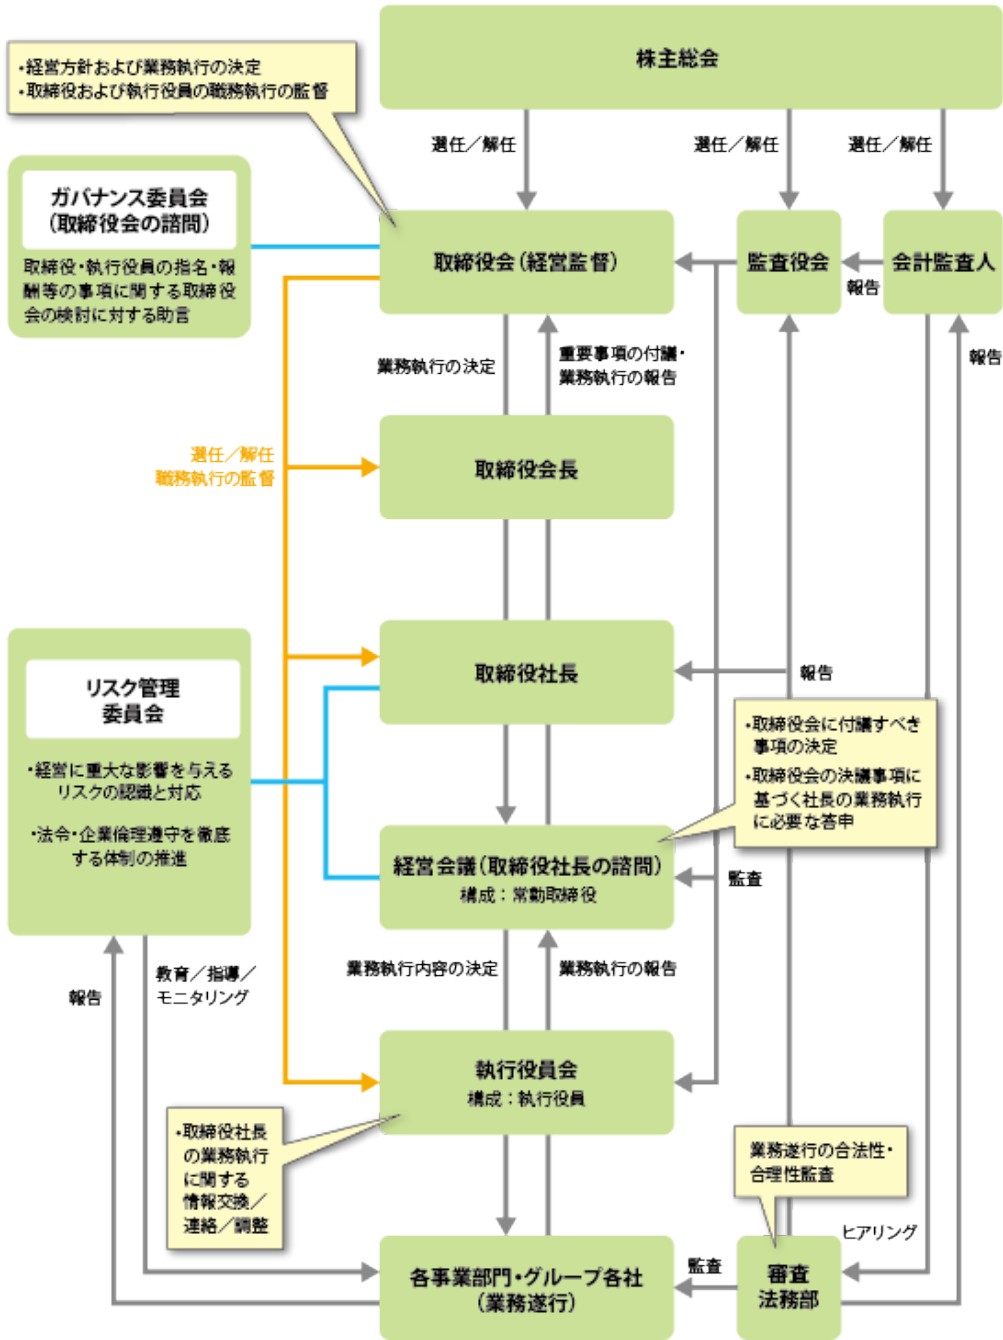 株主総会
・経営方針および業務執行の決定
・取締役および執行役員の職務執行の監督
選任／解任
選任／解任
選任／解任
ガバナンス委員会
（取締役会の諮問）
取締役・執行役員の指名・報
酬等の事項に関する取締役
会の検討に対する助言
取締役会（経営監督）
監査役会
会計監査人
報告
報告
業務執行の決定
重要事項の付議・
業務執行の報告
選任／解任
職務執行の監督
取締役会長
取締役社長
報告
リスク管理
委員会
・経営に重大な影響を与える
リスクの認識と対応
・法令・企業倫理遵守を徹底
する体制の推進
・取締役会に付議すべき
事項の決定
・取締役会の決議事項に
基づく社長の業務執行
に必要な答申
経営会議（取締役社長の諮問）
構成：常勤取締役
監査
業務執行内容の決定
業務執行の報告
報告
教育／指導／
モニタリング
執行役員会
構成：執行役員
・取締役社長
の業務執行
に関する
情報交換／
連絡／調整
業務遂行の合法性・
合理性監査
ヒアリング
各事業部門・グループ各社
（業務遂行）
監査
審査
法務部